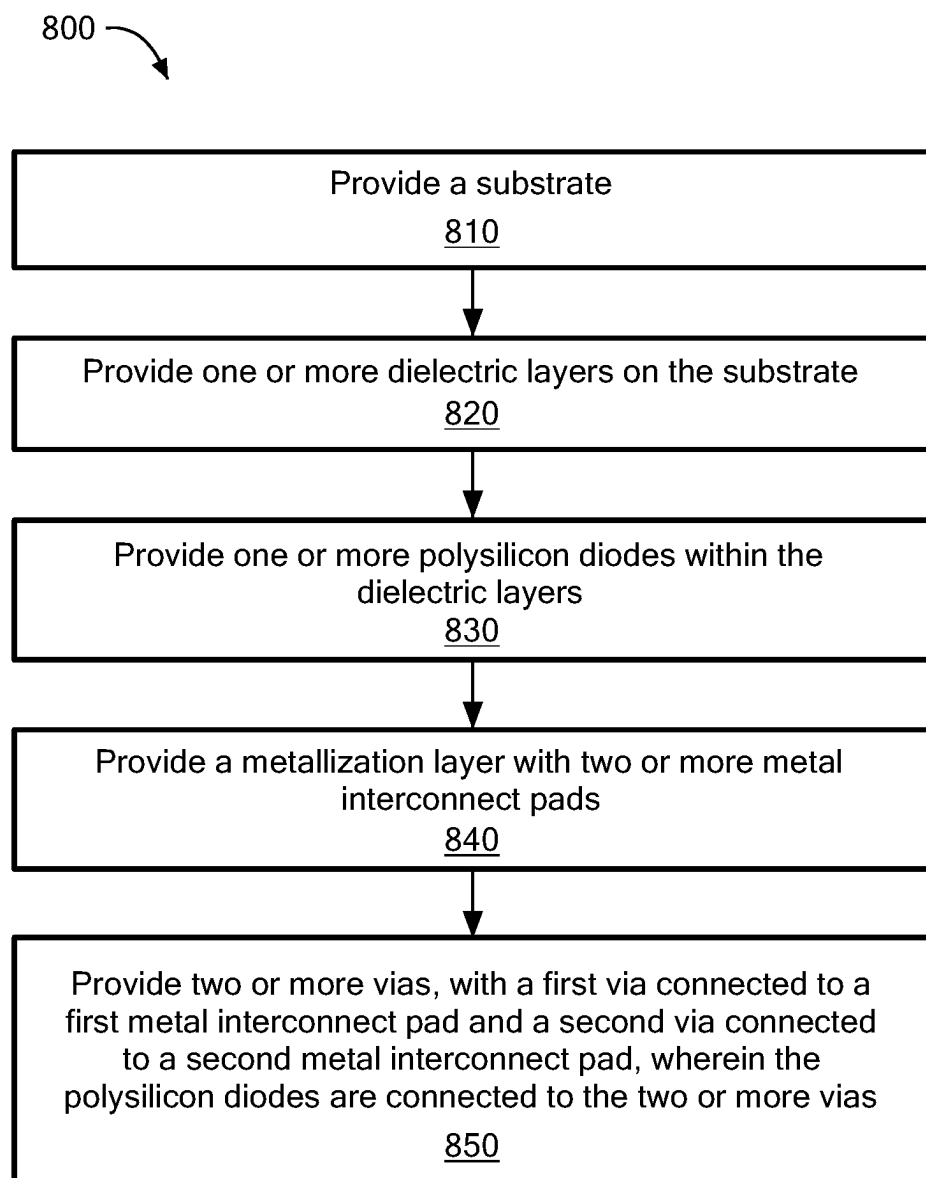 800
Provide a substrate
810
Provide one or more dielectric layers on the substrate
820
Provide one or more polysilicon diodes within the
dielectric layers
830
Provide a metallization layer with two or more metal
interconnect pads
840
Provide two or more vias, with a first via connected to a
first metal interconnect pad and a second via connected
to a second metal interconnect pad, wherein the
polysilicon diodes are connected to the two or more vias
850